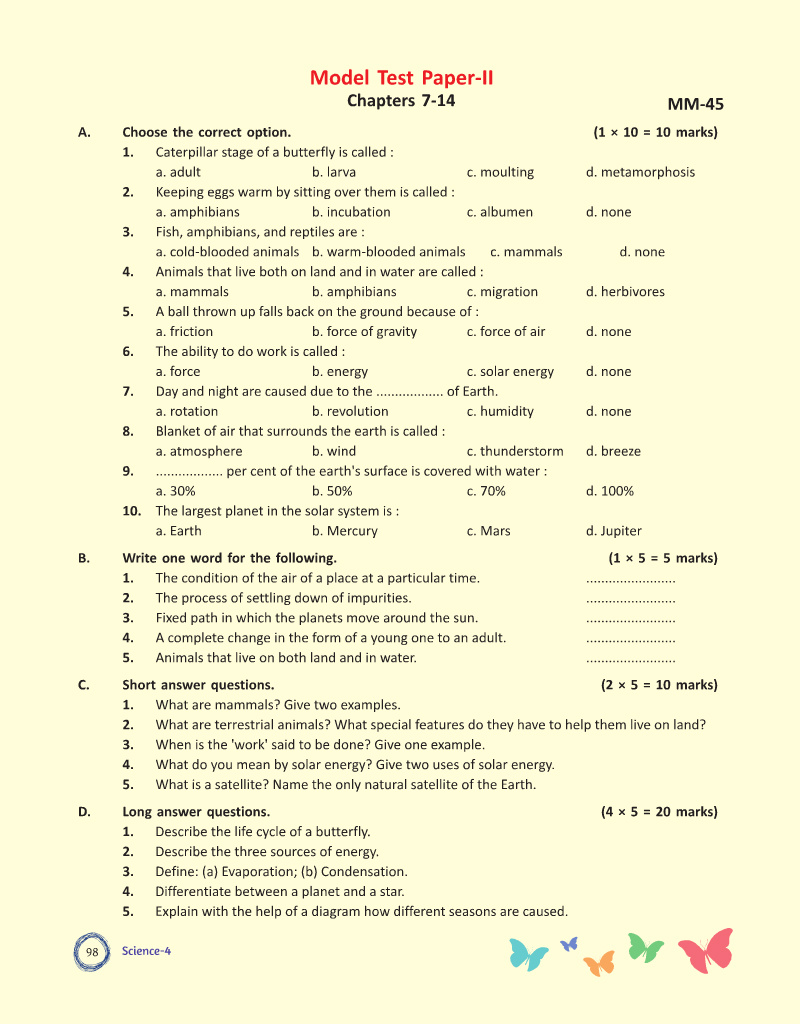 Model Test Paper-II
Chapters 7-14
MM-45
A. Choose the correct option. (1 × 10 = 10 marks)
1. Caterpillar stage of a butterfly is called :
a. adult b. larva c. moulting d. metamorphosis
2. Keeping eggs warm by sitting over them is called :
a. amphibians b. incubation c. albumen d. none
3. Fish, amphibians, and reptiles are :
a. cold-blooded animals b. warm-blooded animals c. mammals d. none
4. Animals that live both on land and in water are called :
a. mammals b. amphibians c. migration d. herbivores
5. A ball thrown up falls back on the ground because of :
a. friction b. force of gravity c. force of air d. none
6. The ability to do work is called :
a. force b. energy c. solar energy d. none
7. Day and night are caused due to the .................. of Earth.
a. rotation b. revolution c. humidity d. none
8. Blanket of air that surrounds the earth is called :
a. atmosphere b. wind c. thunderstorm d. breeze
9. .................. per cent of the earth's surface is covered with water :
a. 30% b. 50% c. 70% d. 100%
10. The largest planet in the solar system is :
a. Earth b. Mercury c. Mars d. Jupiter
B. Write one word for the following. (1 × 5 = 5 marks)
1. The condition of the air of a place at a particular time. ........................
2. The process of settling down of impurities. ........................
3. Fixed path in which the planets move around the sun. ........................
4. A complete change in the form of a young one to an adult. ........................
5. Animals that live on both land and in water. ........................
C. Short answer questions. (2 × 5 = 10 marks)
1. What are mammals? Give two examples.
2. What are terrestrial animals? What special features do they have to help them live on land?
3. When is the 'work' said to be done? Give one example.
4. What do you mean by solar energy? Give two uses of solar energy.
5. What is a satellite? Name the only natural satellite of the Earth.
D. Long answer questions. (4 × 5 = 20 marks)
1. Describe the life cycle of a butterfly.
2. Describe the three sources of energy.
3. Define: (a) Evaporation; (b) Condensation.
4. Differentiate between a planet and a star.
5. Explain with the help of a diagram how different seasons are caused.
98 Science-4